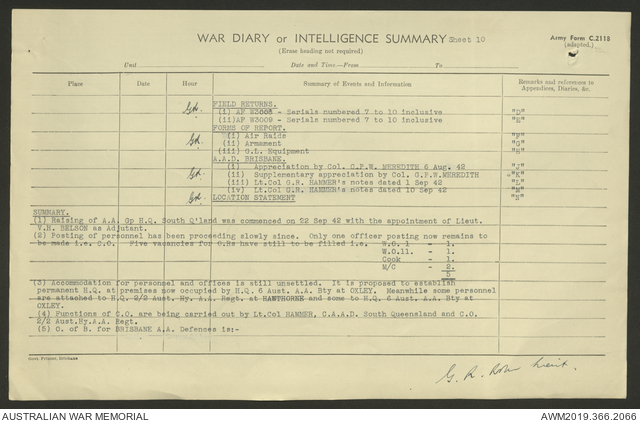 WAR DIARY or INTELLIGENCE SUMMARY Sheet 10
Army Form C.2118
(Erase heading not required)
(adapted.)
Unit Date and Time—From To
Place Date Hour Summary of Events and Information Remarks and references to
Appendices, Diaries, &c.
FIELD RETURNS.
(i) AF W3008 - Serials numbered 7 to 10 inclusive
(ii)AF W3009 - Serials numbered 7 to 10 inclusive
FORMS OF REPORT.
(i) Air Raids
(ii) Armament
(iii) G.L. Equipment
A.A.D. BRISBANE.
(i) Appreciation by Col. C.F.W. MEREDITH 6 Aug. 42
(ii) Supplementary appreciation by Col. C.F.W.MEREDITH
(iii) Lt.Col G.R. HAMMER's notes dated 1 Sep 42
(iv) Lt.Col G.R. HAMMER's notes dated 10 Sep 42
LOCATION STATEMENT
SUMMARY.
(1) Raising of A.A. Gp H.Q. South Q'land was commenced on 22 Sep 42 with the appointment of Lieut.
V.H. BELSON as Adjutant.
(2) Posting of personnel has been proceeding slowly since. Only one officer posting now remains to
be made i.e. C.O. Five vacancies for O.Rs have still to be filled i.e. W.O.1 - 1.
W.O.11. - 1.
Cook - 1.
M/C - 2.
5
(3) Accommodation for personnel and offices is still unsettled. It is proposed to establish
permanent H.Q. at premises now occupied by H.Q. 6 Aust. A.A. Bty at OXLEY. Meanwhile some personnel
are attached to H.Q. 2/2 Aust. Hy. A.A. Regt. at HAWTHORNE and some to H.Q. 6 Aust. A.A. Bty at
OXLEY.
(4) Functions of C.O. are being carried out by Lt.Col HAMMER, C.A.A.D. South Queensland and C.O.
2/2 Aust.Hy.A.A. Regt.
(5) O. of B. for BRISBANE A.A. Defences is:-
Govt. Printer, Brisbane
G. R. Lieut.
AUSTRALIAN WAR MEMORIAL AWM2019.366.2066